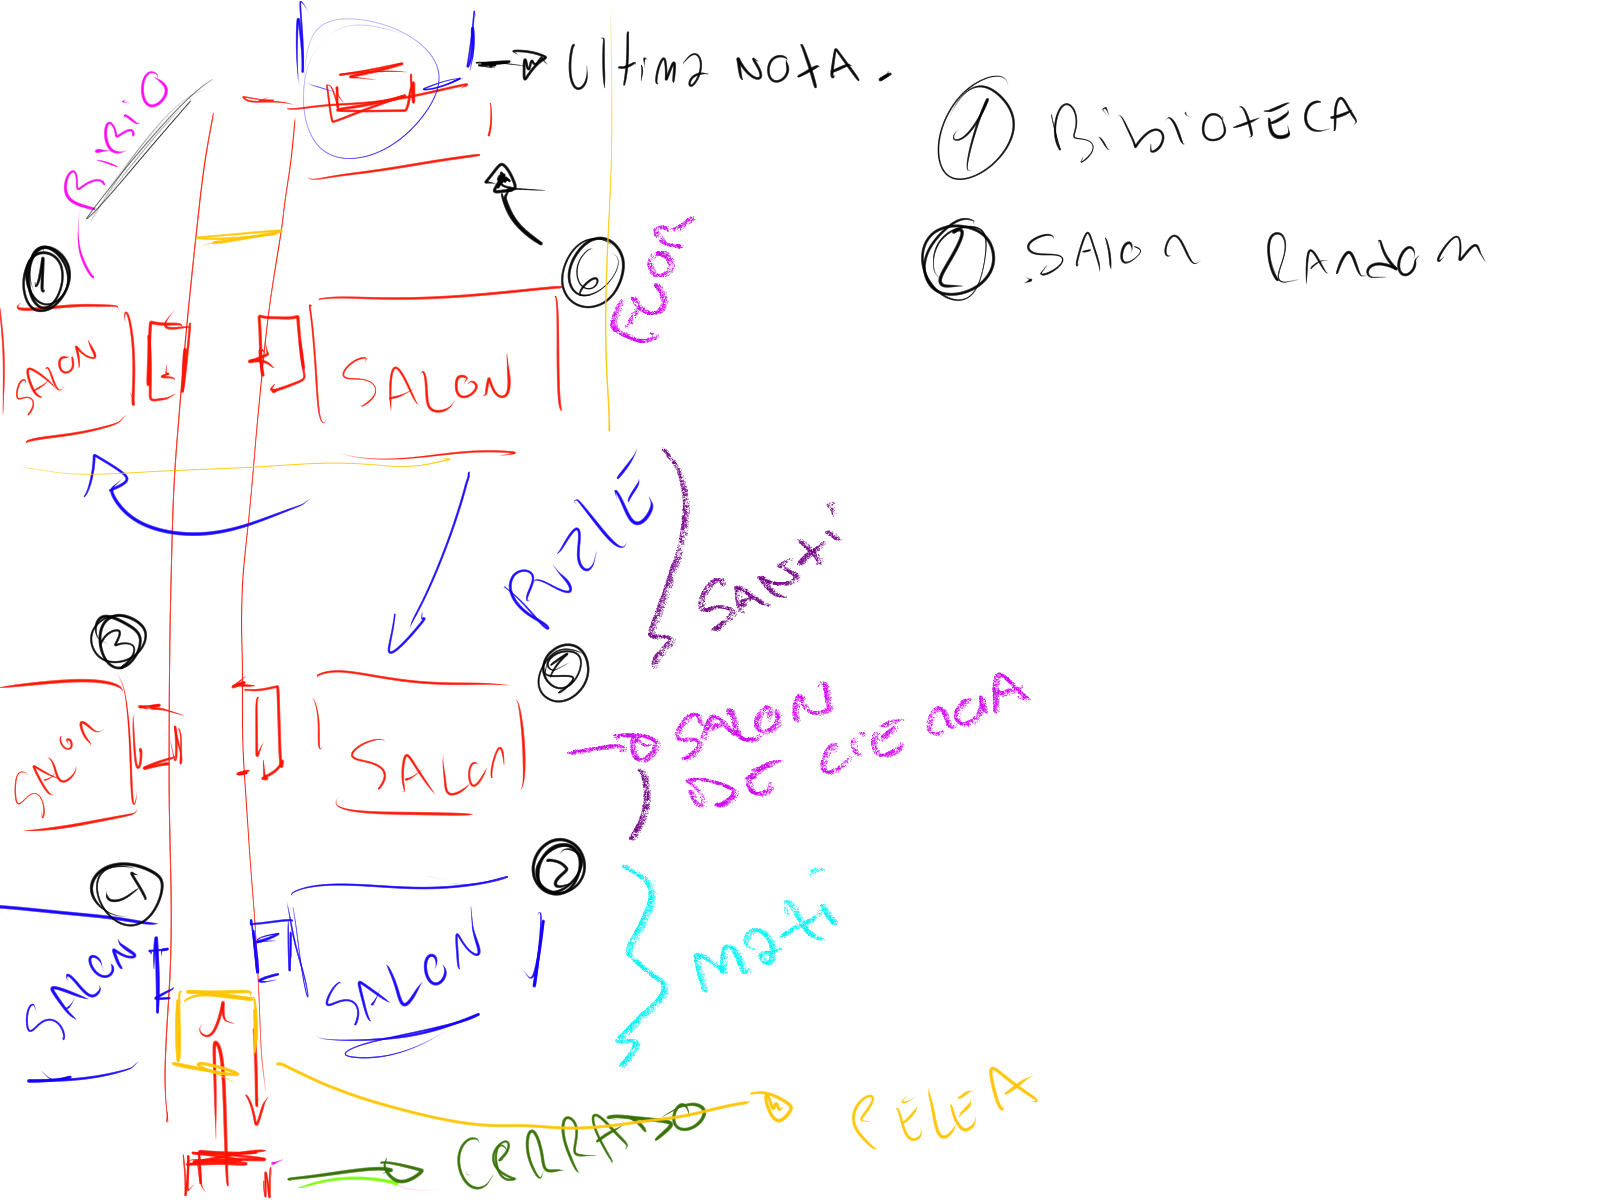 ultima NOTA.
BIBIO
1 BiblioTECA
2 SALON RANDOM
1
6
FLOR
SALON
SALON
PUZLE
SANti
3
5
SALON
SALON
SALON
DE CIENCIA
4
2
SALON
SALON
Mati
PELEA
CERRADO